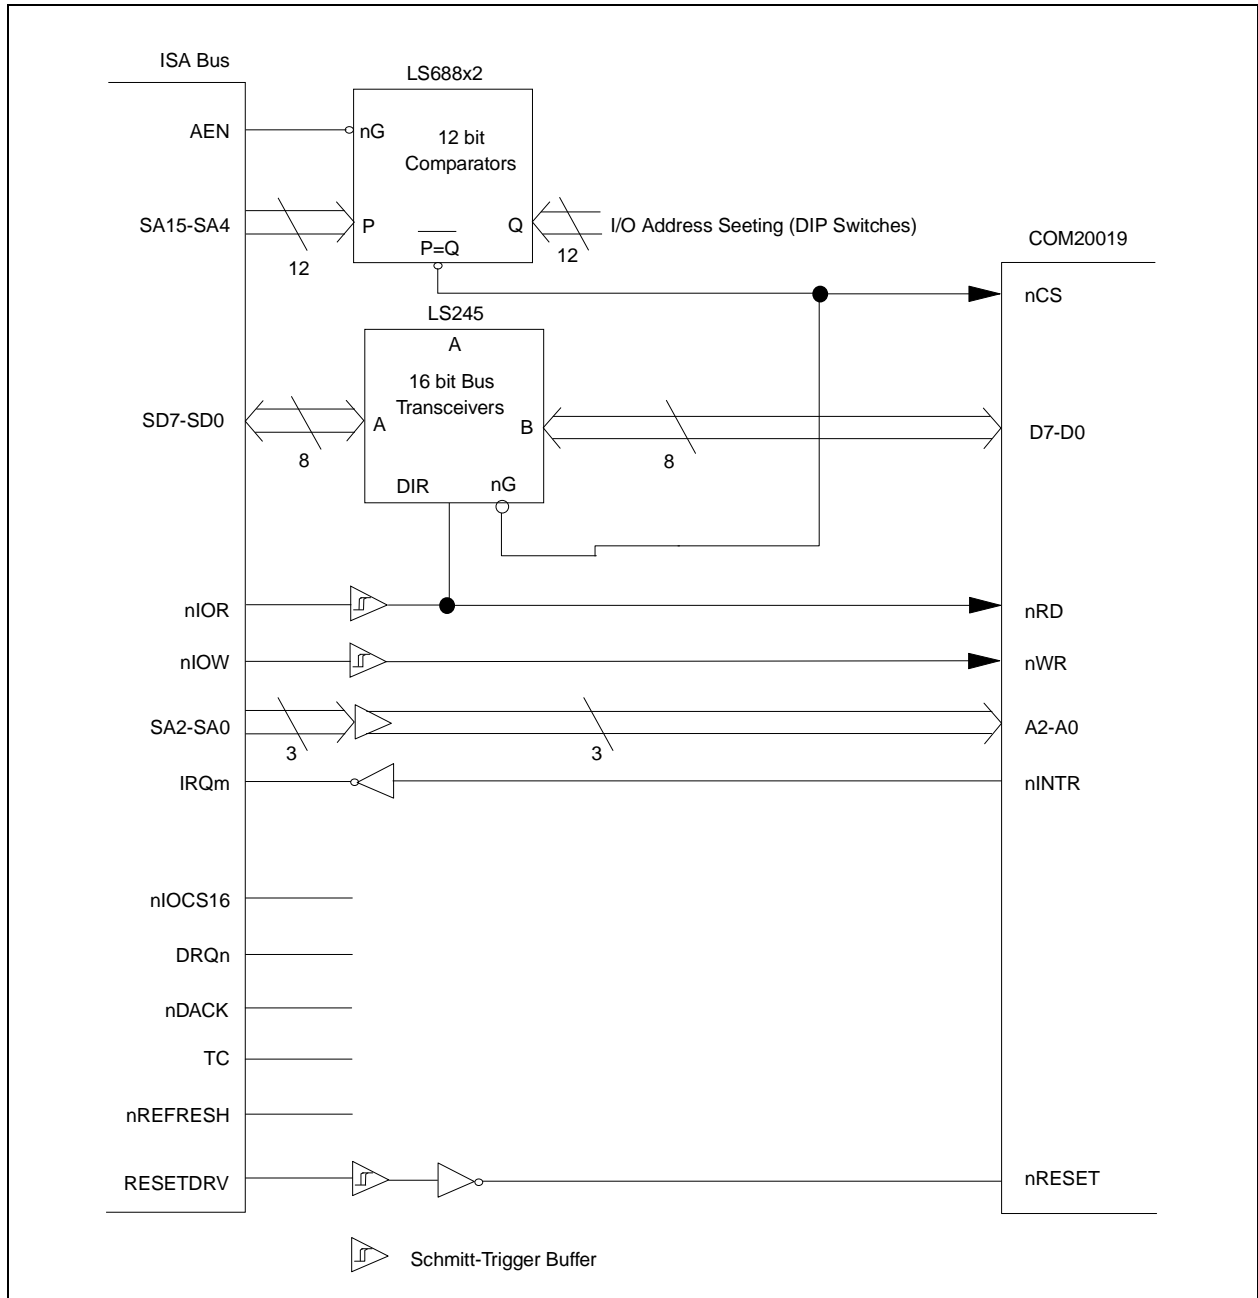 ISA Bus
LS688x2
AEN
nG
12 bit
Comparators
SA15-SA4
12
P
P=Q
Q
12
I/O Address Seeting (DIP Switches)
COM20019
nCS
LS245
A
16 bit Bus
Transceivers
SD7-SD0
8
A
B
8
D7-D0
DIR
nG
nIOR
nRD
nIOW
nWR
SA2-SA0
3
3
A2-A0
IRQm
nINTR
nIOCS16
DRQn
nDACK
TC
nREFRESH
RESETDRV
nRESET
Schmitt-Trigger Buffer